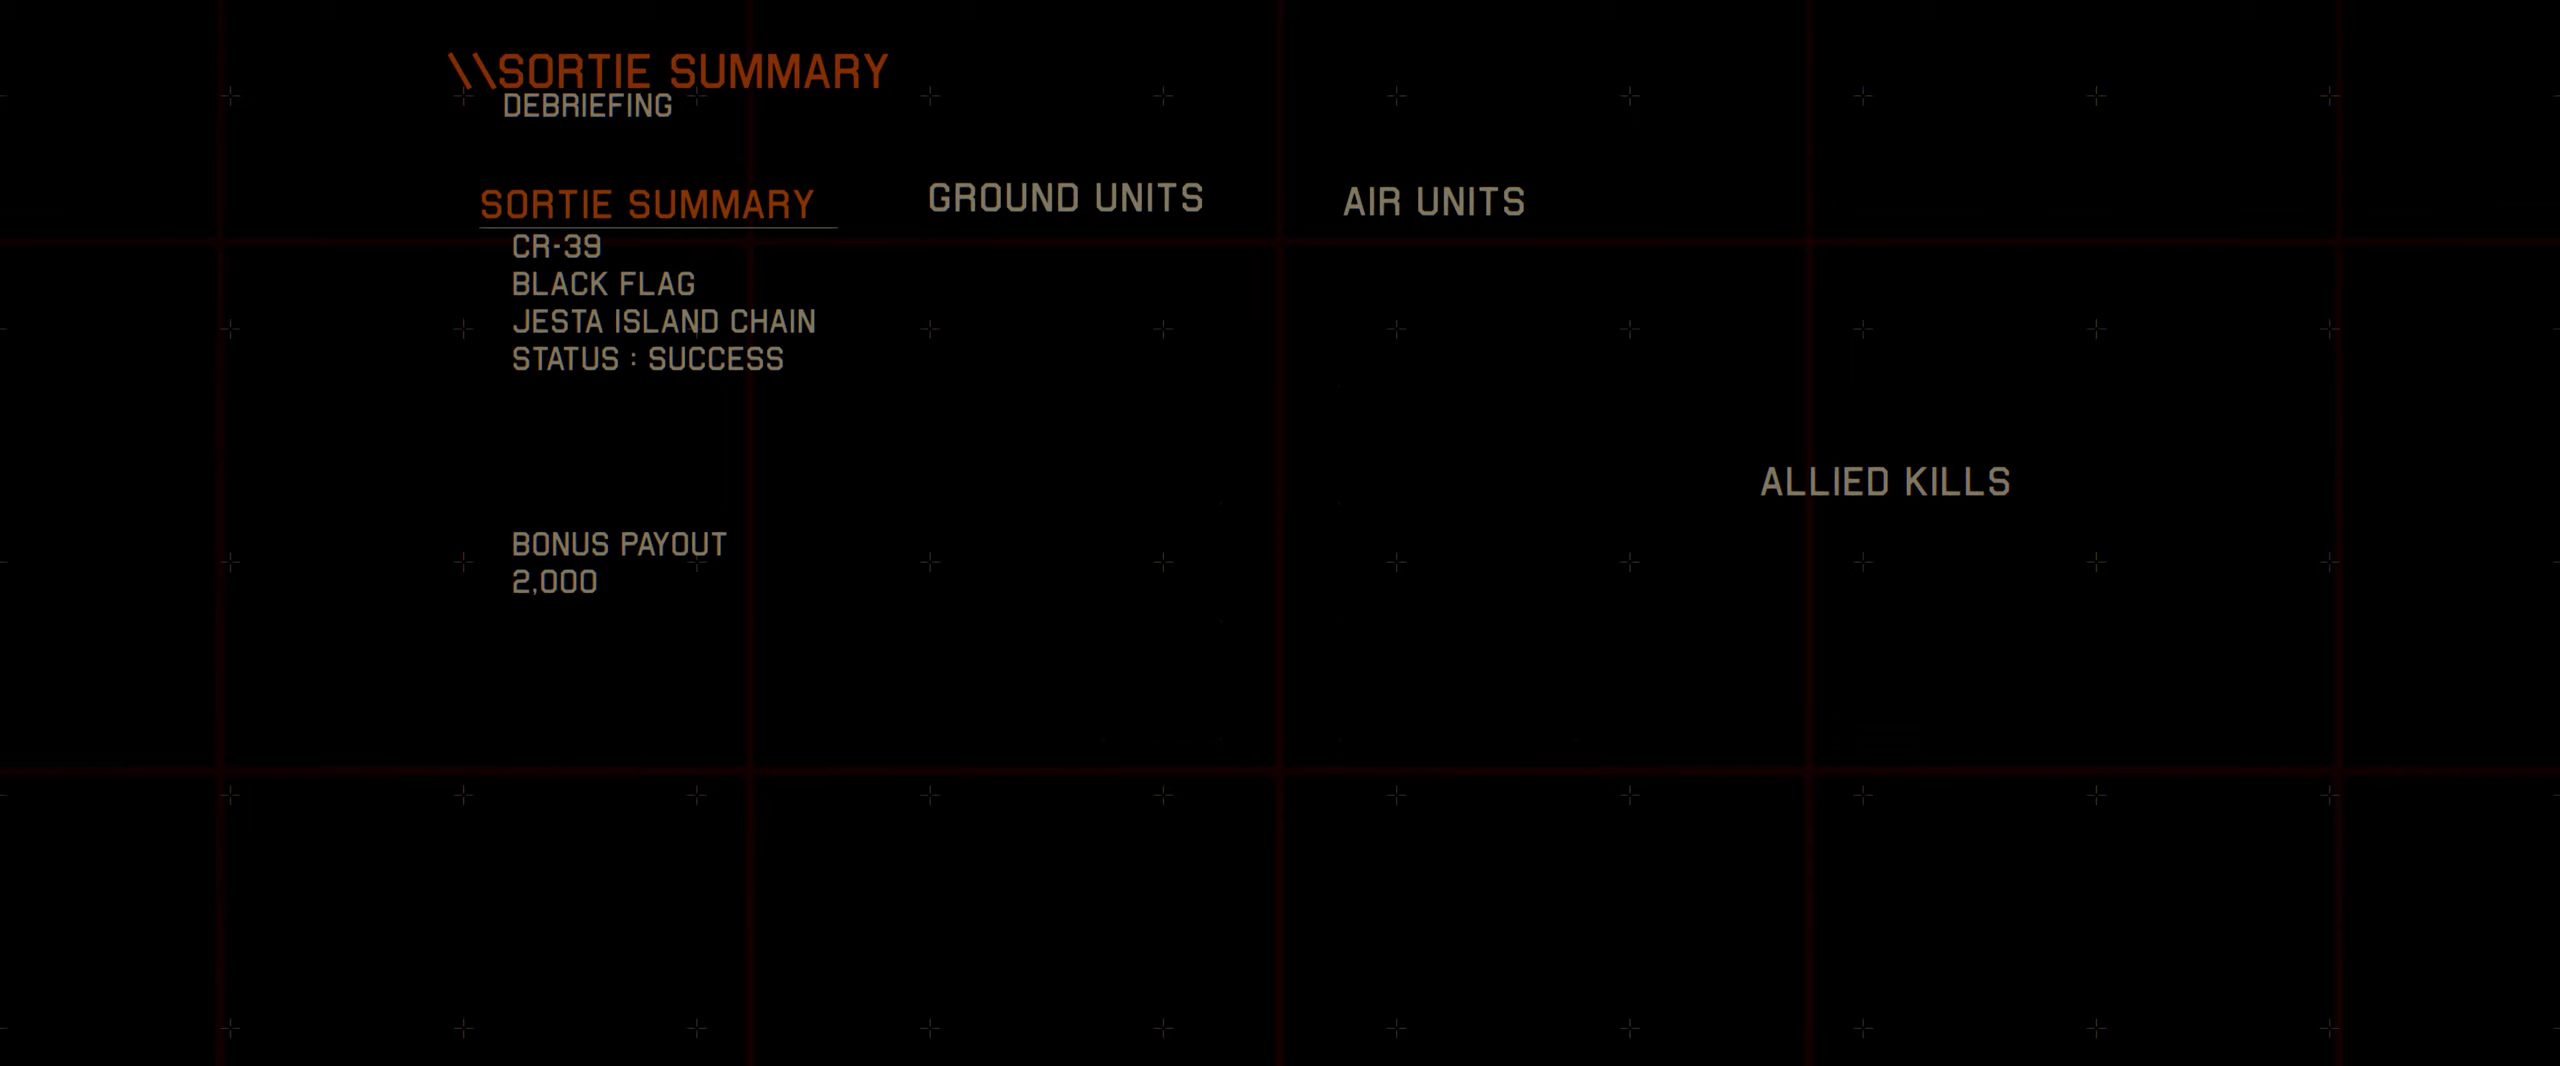 \\SORTIE SUMMARY
DEBRIEFING
SORTIE SUMMARY
CR-39
BLACK FLAG
JESTA ISLAND CHAIN
STATUS : SUCCESS
BONUS PAYOUT
2,000
GROUND UNITS
AIR UNITS
ALLIED KILLS